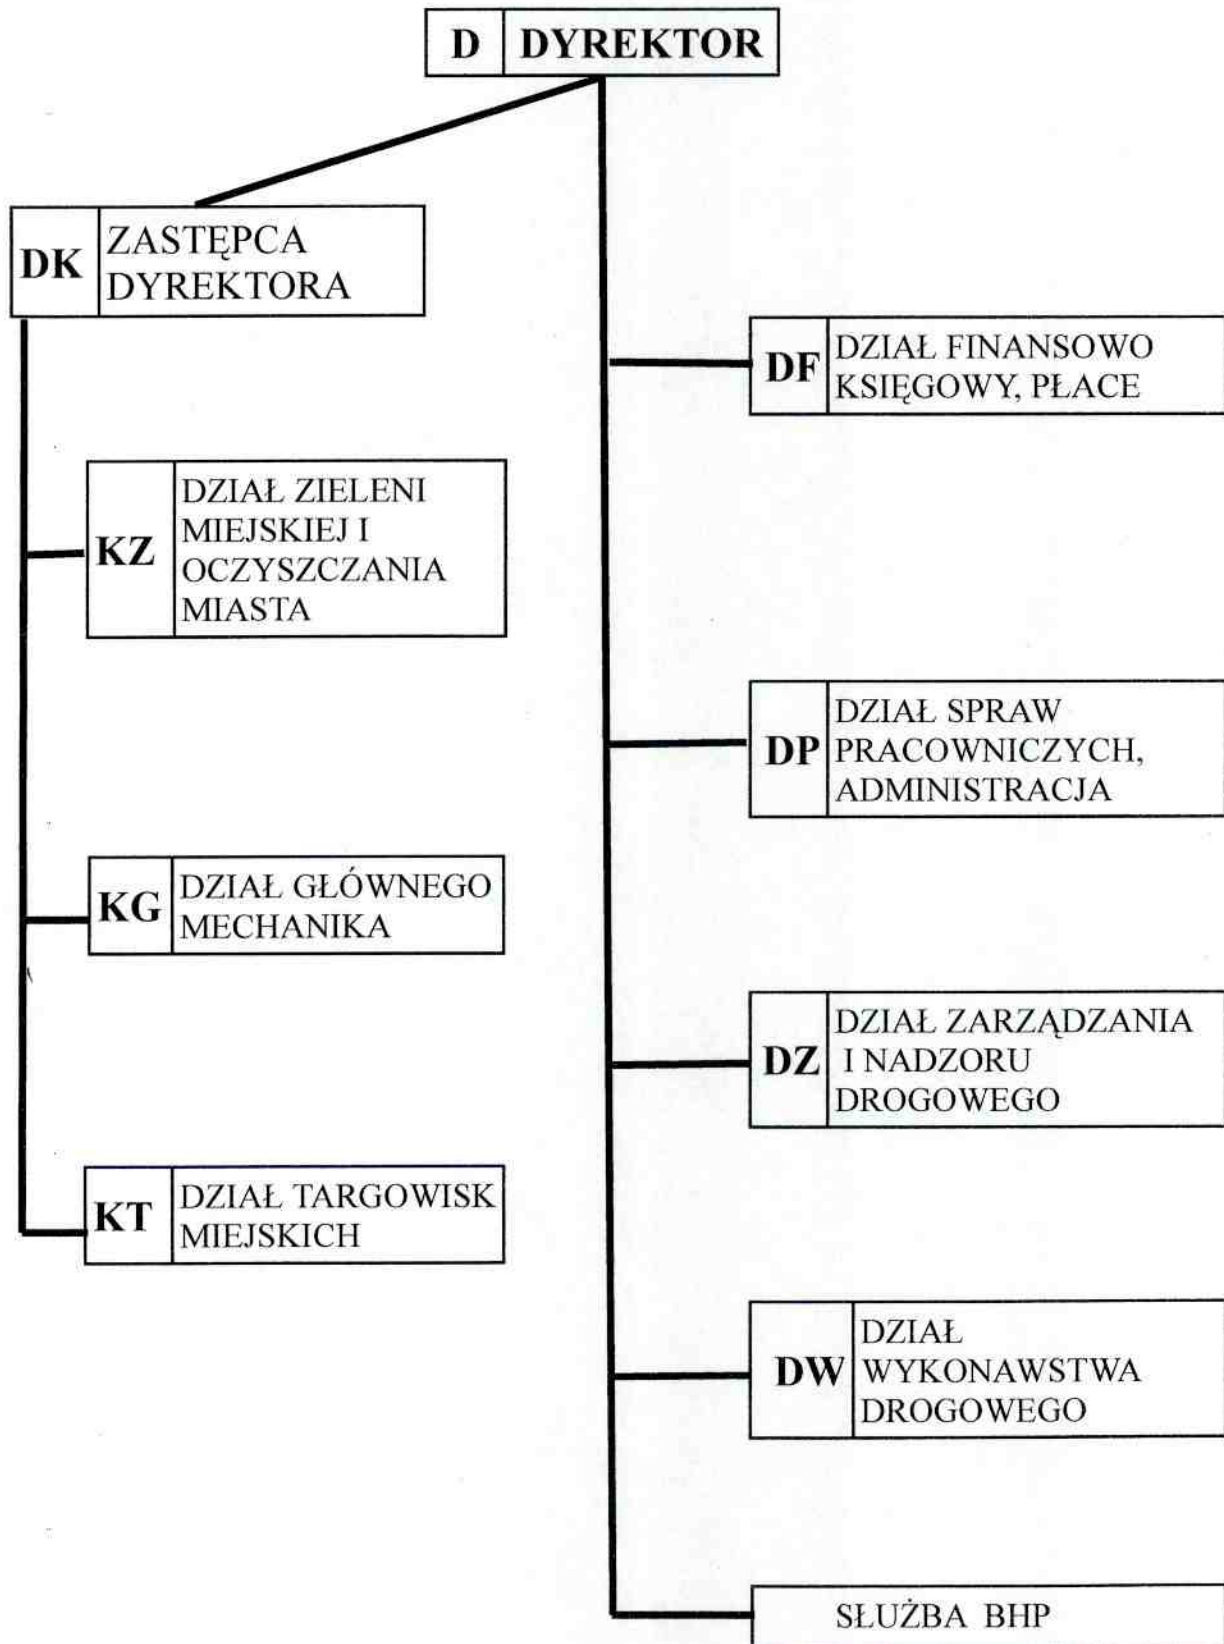 D DYREKTOR
DK ZASTĘPCA
DYREKTORA
KZ DZIAŁ ZIELENI
MIEJSKIEJ I
OCZYSZCZANIA
MIASTA
KG DZIAŁ GŁÓWNEGO
MECHANIKA
KT DZIAŁ TARGOWISK
MIEJSKICH
DF DZIAŁ FINANSOWO
KSIĘGOWY, PŁACE
DP DZIAŁ SPRAW
PRACOWNICZYCH,
ADMINISTRACJA
DZ DZIAŁ ZARZĄDZANIA
I NADZORU
DROGOWEGO
DW DZIAŁ
WYKONAWSTWA
DROGOWEGO
SŁUŻBA BHP